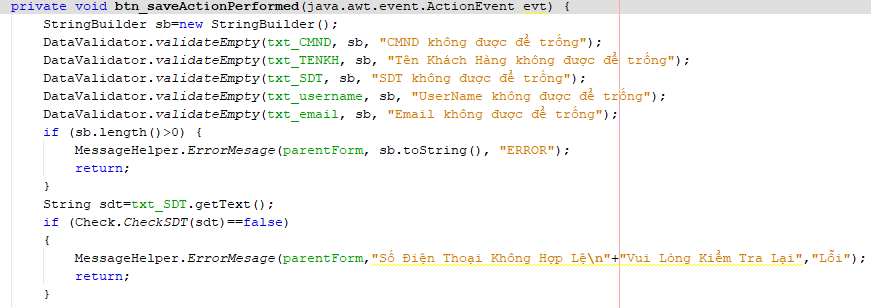 private void btn_saveActionPerformed(java.awt.event.ActionEvent evt) {
StringBuilder sb=new StringBuilder();
DataValidator.validateEmpty(txt_CMND, sb, "CMND không được để trống");
DataValidator.validateEmpty(txt_TENKH, sb, "Tên Khách Hàng không được để trống");
DataValidator.validateEmpty(txt_SDT, sb, "SDT không được để trống");
DataValidator.validateEmpty(txt_username, sb, "UserName không được để trống");
DataValidator.validateEmpty(txt_email, sb, "Email không được để trống");
if (sb.length()>0) {
MessageHelper.ErrorMesage(parentForm, sb.toString(), "ERROR");
return;
}
String sdt=txt_SDT.getText();
if (Check.CheckSDT(sdt)==false)
{
MessageHelper.ErrorMesage(parentForm,"Số Điện Thoại Không Hợp Lệ\n"+"Vui Lòng Kiểm Tra Lại","Lỗi");
return;
}